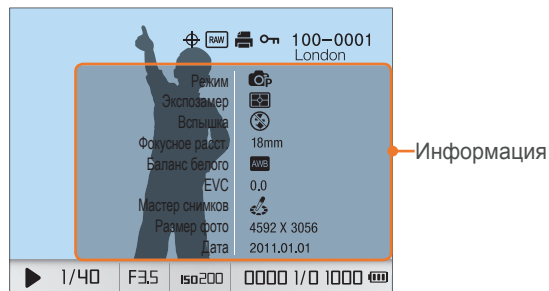 RAW 100-0001
London
Режим P
Экспозамер
Вспышка
Фокусное расст. 18mm
Баланс белого AWB
EVC 0.0
Мастер снимков
Размер фото 4592 X 3056
Дата 2011.01.01
Информация
1/40 F3.5 ISO200 0000 1/0 1000